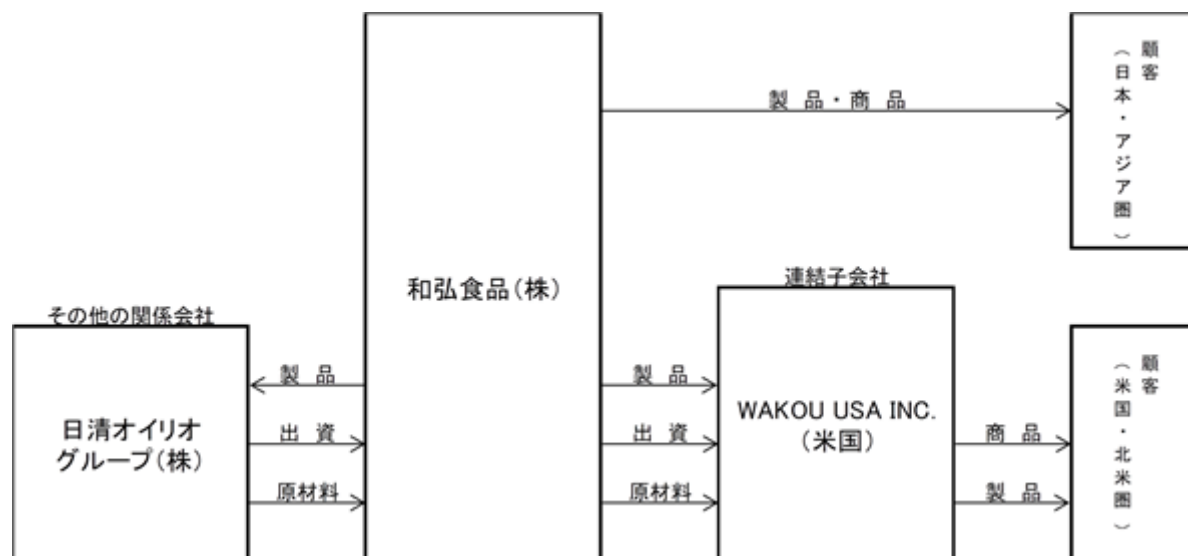 顧客
（日本・アジア圏）
製品・商品
和弘食品（株）
連結子会社
その他の関係会社
日清オイリオ
グループ（株）
製品
出資
原材料
製品
出資
原材料
WAKOU USA INC.
（米国）
商品
製品
顧客
（米国・北米圏）